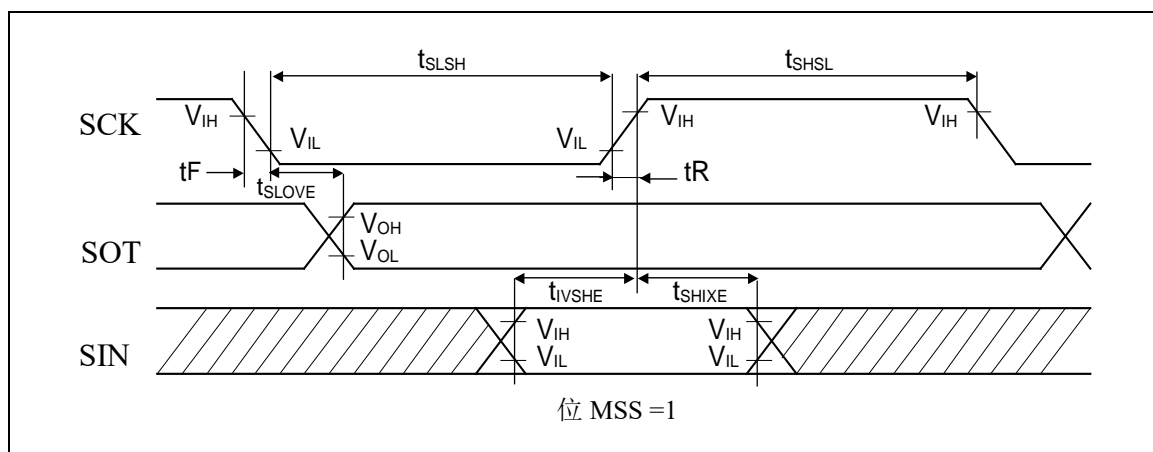 tSLSH
tSHSL
SCK
VIH
VIL
VIL
VIH
VIH
tF
tSLOVE
tR
SOT
VOH
VOL
tIVSHE
tSHIXE
SIN
VIH
VIL
VIH
VIL
位 MSS =1